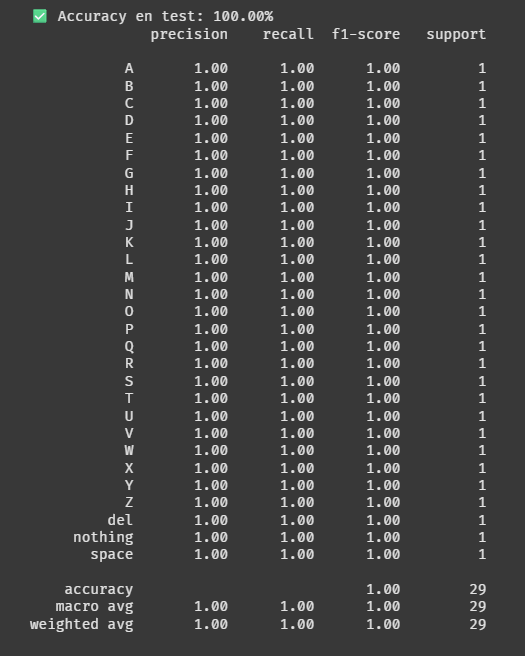 ✅ Accuracy en test: 100.00%
precision recall f1-score support
A 1.00 1.00 1.00 1
B 1.00 1.00 1.00 1
C 1.00 1.00 1.00 1
D 1.00 1.00 1.00 1
E 1.00 1.00 1.00 1
F 1.00 1.00 1.00 1
G 1.00 1.00 1.00 1
H 1.00 1.00 1.00 1
I 1.00 1.00 1.00 1
J 1.00 1.00 1.00 1
K 1.00 1.00 1.00 1
L 1.00 1.00 1.00 1
M 1.00 1.00 1.00 1
N 1.00 1.00 1.00 1
O 1.00 1.00 1.00 1
P 1.00 1.00 1.00 1
Q 1.00 1.00 1.00 1
R 1.00 1.00 1.00 1
S 1.00 1.00 1.00 1
T 1.00 1.00 1.00 1
U 1.00 1.00 1.00 1
V 1.00 1.00 1.00 1
W 1.00 1.00 1.00 1
X 1.00 1.00 1.00 1
Y 1.00 1.00 1.00 1
Z 1.00 1.00 1.00 1
del 1.00 1.00 1.00 1
nothing 1.00 1.00 1.00 1
space 1.00 1.00 1.00 1
accuracy 1.00 29
macro avg 1.00 1.00 1.00 29
weighted avg 1.00 1.00 1.00 29